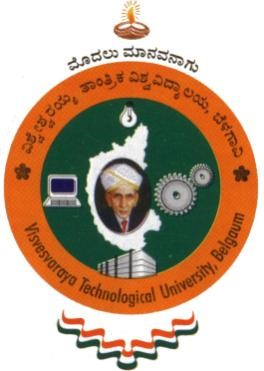 ಮೊದಲು ಮಾನವನಾಗು
ವಿಶ್ವೇಶ್ವರಯ್ಯ ತಾಂತ್ರಿಕ ವಿಶ್ವವಿದ್ಯಾಲಯ, ಬೆಳಗಾವಿ
Visvesvaraya Technological University, Belgaum